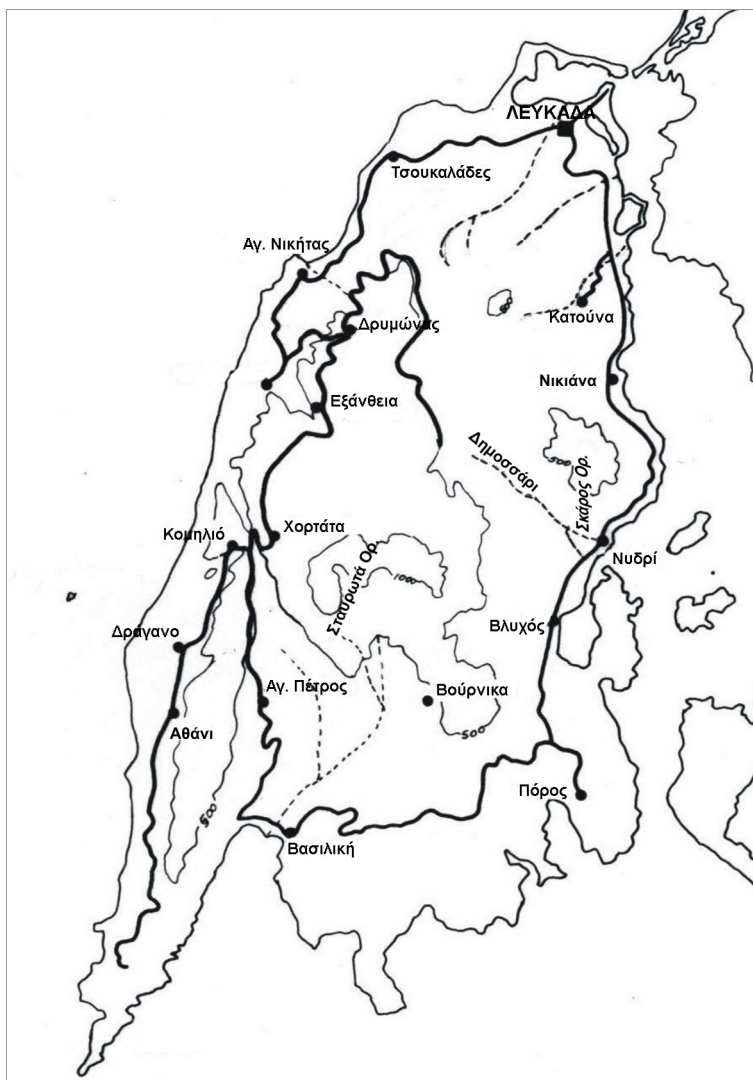 ΛΕΥΚΑΔΑ
Τσουκαλάδες
Αγ. Νικήτας
Κατούνα
Δρυμώνας
Νικιάνα
Εξάνθεια
Δημοσσάρι
500
Σκάρος Ορ.
Χορτάτα
Κομηλιό
Νυδρί
Σταυρωτά Ορ.
1000
Βλυχός
Δράγανο
Αγ. Πέτρος
Βούρνικα
Αθάνι
500
Πόρος
500
Βασιλική